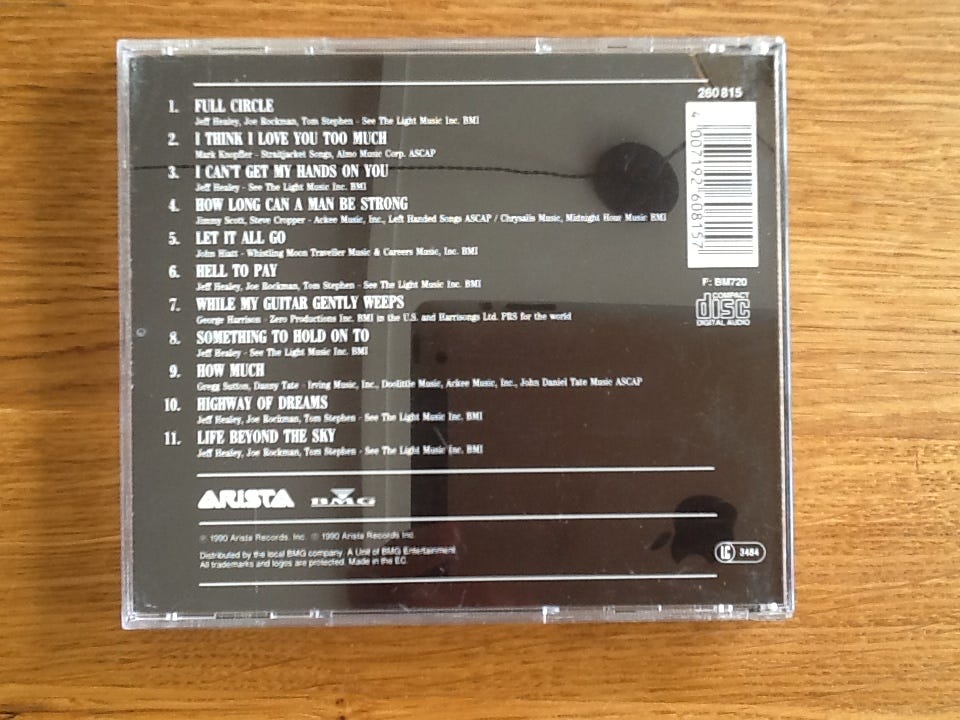 260 815
1. FULL CIRCLE
Jeff Healey, Joe Rockman, Tom Stephen - See The Light Music Inc. BMI
2. I THINK I LOVE YOU TOO MUCH
Mark Knopfler - Straitjacket Songs, Almo Music Corp. ASCAP
3. I CAN'T GET MY HANDS ON YOU
Jeff Healey - See The Light Music Inc. BMI
4. HOW LONG CAN A MAN BE STRONG
Jimmy Scott, Steve Cropper - Ackee Music, Inc., Left Handed Songs ASCAP / Chrysalis Music, Midnight Hour Music BMI
5. LET IT ALL GO
John Hiatt - Whistling Moon Traveller Music & Careers Music, Inc. BMI
6. HELL TO PAY
Jeff Healey, Joe Rockman, Tom Stephen - See The Light Music Inc. BMI
7. WHILE MY GUITAR GENTLY WEEPS
George Harrison - Zero Productions Inc. BMI in the U.S. and Harrisongs Ltd. PRS for the world
8. SOMETHING TO HOLD ON TO
Jeff Healey - See The Light Music Inc. BMI
9. HOW MUCH
Gregg Sutton, Danny Tate - Irving Music, Inc., Doolittle Music, Ackee Music, Inc., John Daniel Tate Music ASCAP
10. HIGHWAY OF DREAMS
Jeff Healey, Joe Rockman, Tom Stephen - See The Light Music Inc. BMI
11. LIFE BEYOND THE SKY
Jeff Healey, Joe Rockman, Tom Stephen - See The Light Music Inc. BMI
4 007192 608157
F: BM720
COMPACT
disc
DIGITAL AUDIO
ARISTA BMG
℗ 1990 Arista Records, Inc. © 1990 Arista Records Inc.
Distributed by the local BMG company. A Unit of BMG Entertainment
All trademarks and logos are protected. Made in the E.C.
LC 3484